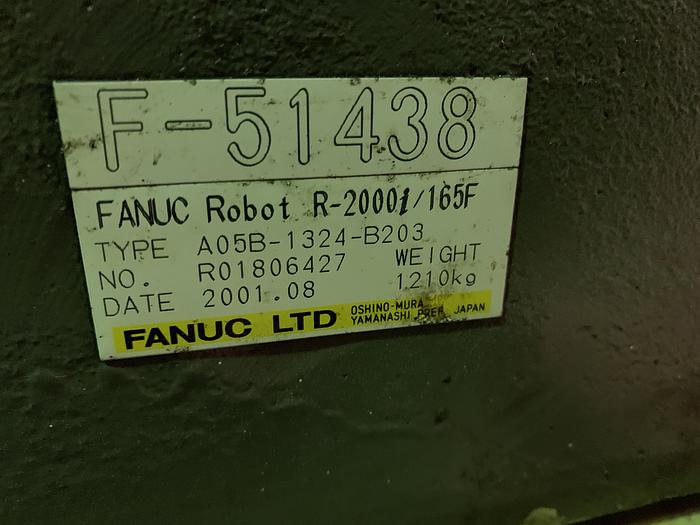 F-51438
FANUC Robot R-2000i/165F
TYPE A05B-1324-B203
NO. R01806427 WEIGHT
DATE 2001.08 1210kg
FANUC LTD OSHINO-MURA
YAMANASHI PREF. JAPAN